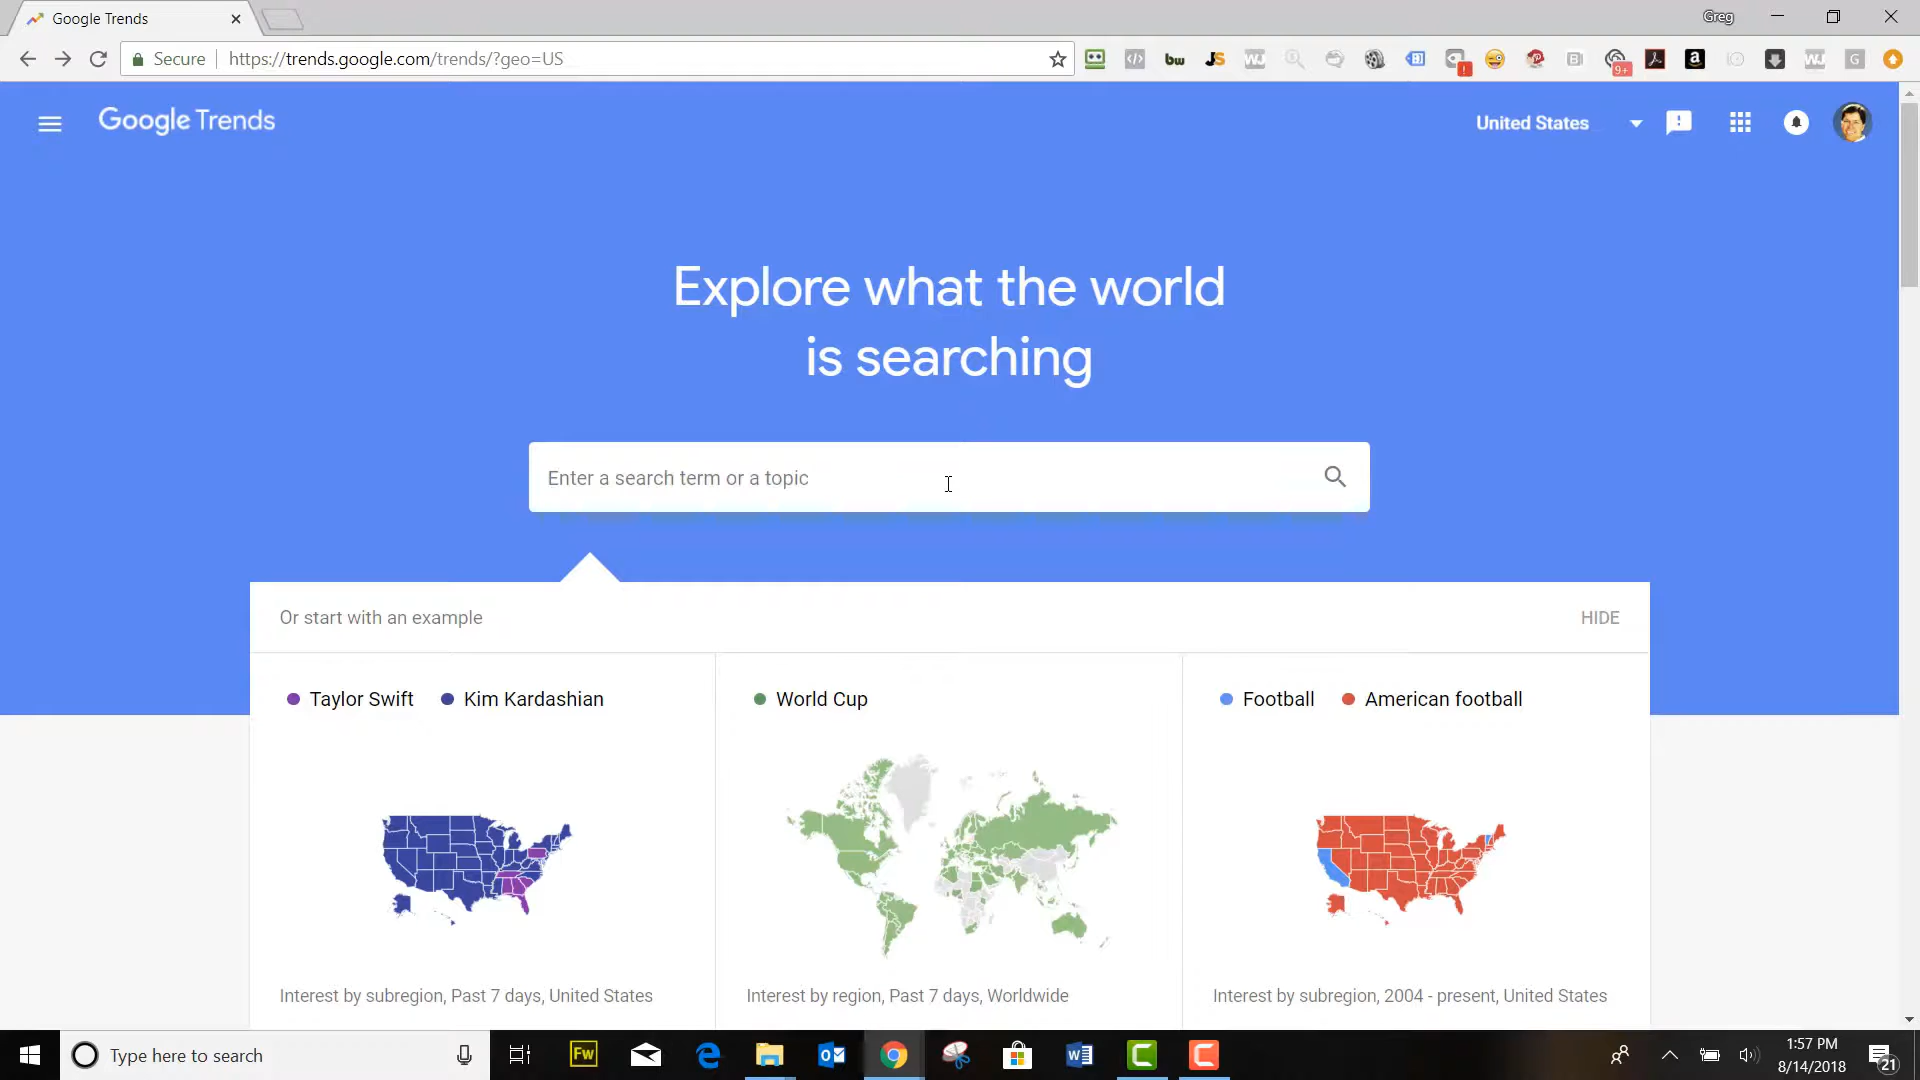 Google Trends
Greg
Secure
https://trends.google.com/trends/?geo=US
bw
JS
WJ
9+
WJ
G
Google Trends
United States
Explore what the world
is searching
Enter a search term or a topic
Or start with an example
HIDE
Taylor Swift
Kim Kardashian
World Cup
Football
American football
Interest by subregion, Past 7 days, United States
Interest by region, Past 7 days, Worldwide
Interest by subregion, 2004 - present, United States
Type here to search
Fw
1:57 PM
8/14/2018
21